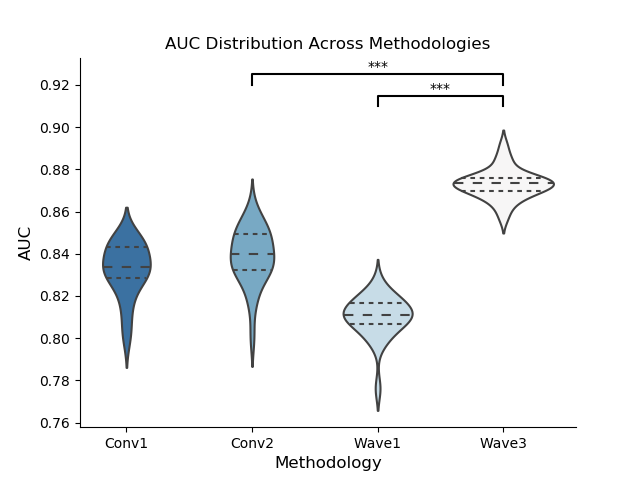 AUC Distribution Across Methodologies
***
***
AUC
0.92
0.90
0.88
0.86
0.84
0.82
0.80
0.78
0.76
Conv1 Conv2 Wave1 Wave3
Methodology